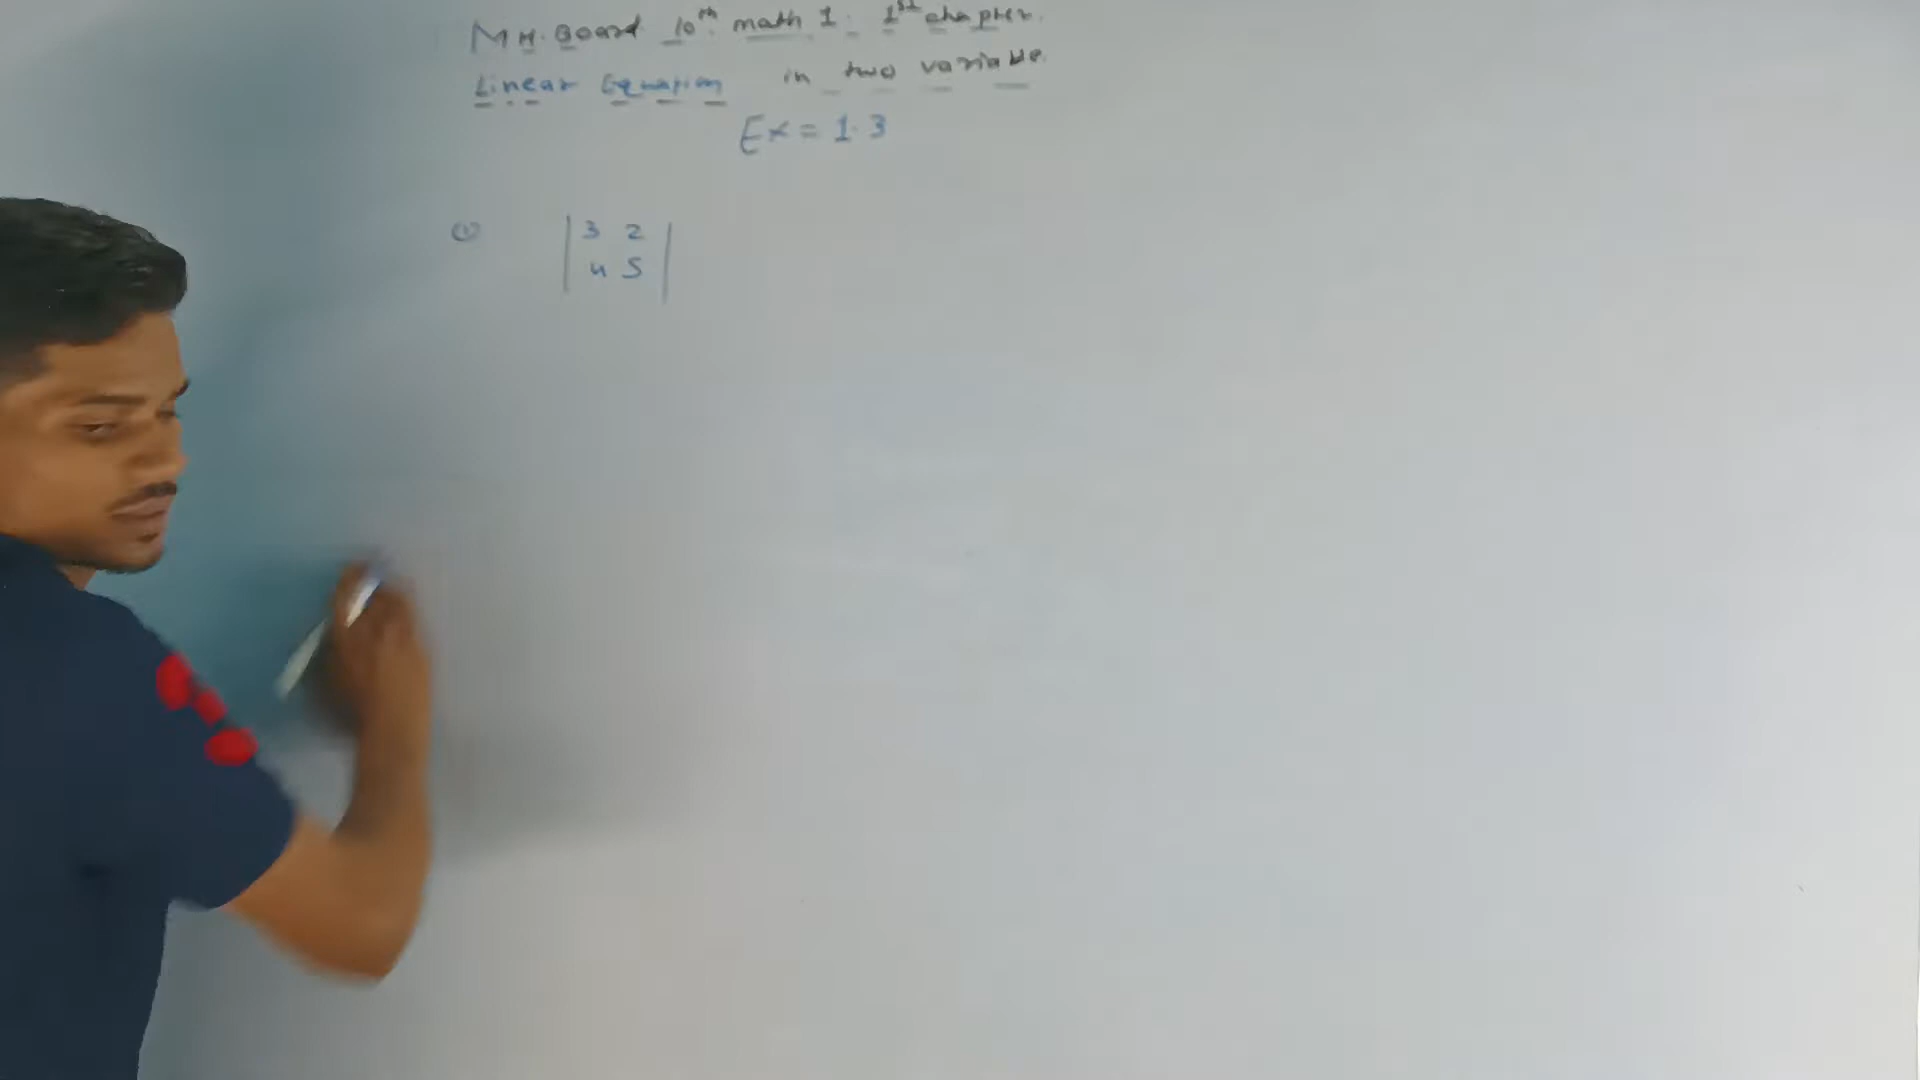 MH. Board 10th math 1. 1st chapter.
Linear Equation in two variable.
Ex = 1.3
① | 3 2 |
| 4 5 |